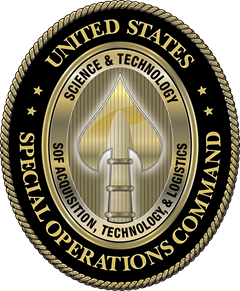 UNITED STATES
SCIENCE & TECHNOLOGY
SOF ACQUISITION, TECHNOLOGY, & LOGISTICS
SPECIAL OPERATIONS COMMAND